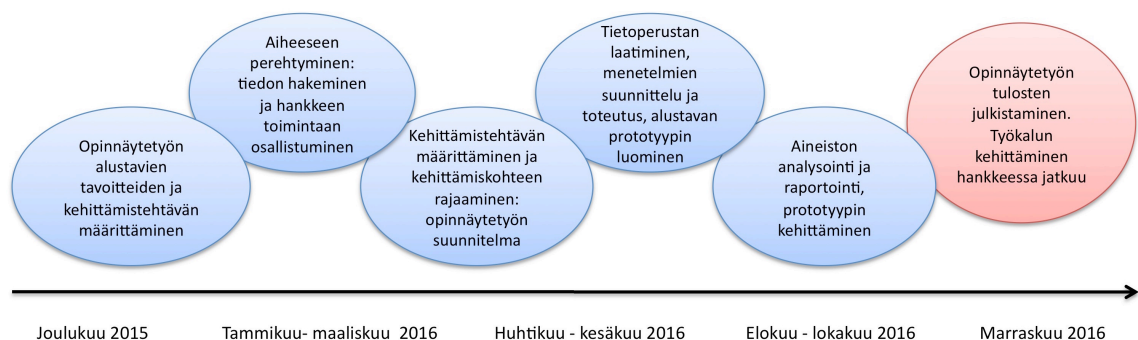 Opinnäytetyön
alustavien
tavoitteiden ja
kehittämistehtävän
määrittäminen
Aiheeseen
perehtyminen:
tiedon hakeminen
ja hankkeen
toimintaan
osallistuminen
Kehittämistehtävän
määrittäminen ja
kehittämiskohteen
rajaaminen:
opinnäytetyön
suunnitelma
Tietoperustan
laatiminen,
menetelmien
suunnittelu ja
toteutus, alustavan
prototyypin
luominen
Aineiston
analysointi ja
raportointi,
prototyypin
kehittäminen
Opinnäytetyön
tulosten
julkistaminen.
Työkalun
kehittäminen
hankkeessa jatkuu
Joulukuu 2015
Tammikuu- maaliskuu 2016
Huhtikuu - kesäkuu 2016
Elokuu - lokakuu 2016
Marraskuu 2016